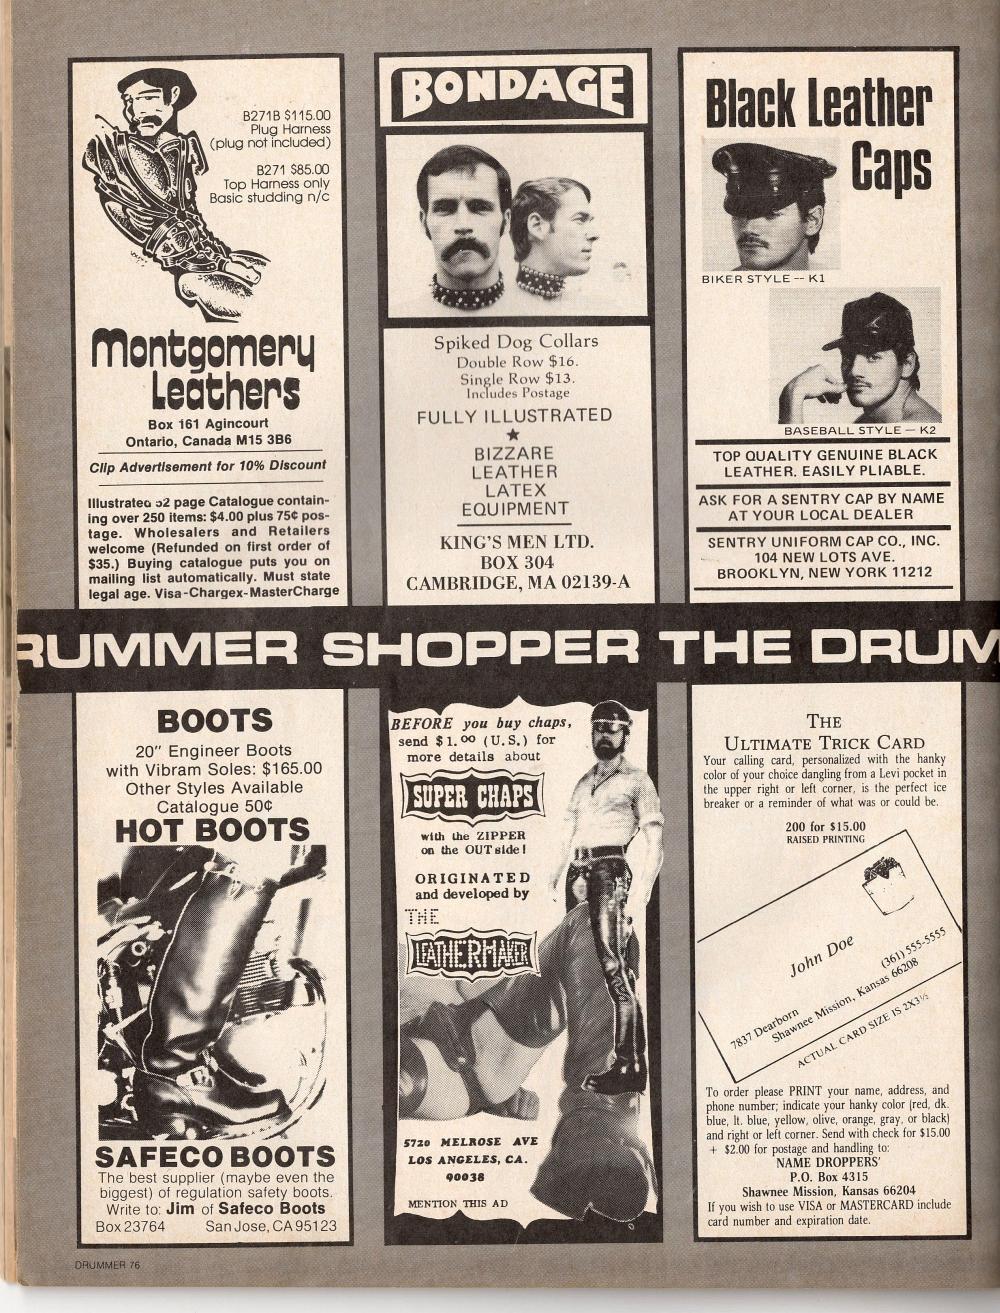 B271B $115.00
Plug Harness
(plug not included)
B271 $85.00
Top Harness only
Basic studding n/c
Montgomery
Leathers
Box 161 Agincourt
Ontario, Canada M15 3B6
Clip Advertisement for 10% Discount
Illustrated 52 page Catalogue contain-
ing over 250 items: $4.00 plus 75¢ pos-
tage. Wholesalers and Retailers
welcome (Refunded on first order of
$35.) Buying catalogue puts you on
mailing list automatically. Must state
legal age. Visa-Chargex-MasterCharge
BONDAGE
Spiked Dog Collars
Double Row $16.
Single Row $13.
Includes Postage
FULLY ILLUSTRATED
★
BIZZARE
LEATHER
LATEX
EQUIPMENT
KING'S MEN LTD.
BOX 304
CAMBRIDGE, MA 02139-A
Black Leather
Caps
BIKER STYLE -- K1
BASEBALL STYLE — K2
TOP QUALITY GENUINE BLACK
LEATHER. EASILY PLIABLE.
ASK FOR A SENTRY CAP BY NAME
AT YOUR LOCAL DEALER
SENTRY UNIFORM CAP CO., INC.
104 NEW LOTS AVE.
BROOKLYN, NEW YORK 11212
RUMMER SHOPPER THE DRUM
BOOTS
20" Engineer Boots
with Vibram Soles: $165.00
Other Styles Available
Catalogue 50¢
HOT BOOTS
SAFECO BOOTS
The best supplier (maybe even the
biggest) of regulation safety boots.
Write to: Jim of Safeco Boots
Box 23764 San Jose, CA 95123
BEFORE you buy chaps,
send $1.00 (U.S.) for
more details about
SUPER CHAPS
with the ZIPPER
on the OUTside!
ORIGINATED
and developed by
THE
LEATHERMAKER
5720 MELROSE AVE
LOS ANGELES, CA.
90038
MENTION THIS AD
THE
ULTIMATE TRICK CARD
Your calling card, personalized with the hanky
color of your choice dangling from a Levi pocket in
the upper right or left corner, is the perfect ice
breaker or a reminder of what was or could be.
200 for $15.00
RAISED PRINTING
John Doe
(361) 555-5555
7837 Dearborn
Shawnee Mission, Kansas 66208
ACTUAL CARD SIZE IS 2X3½
To order please PRINT your name, address, and
phone number; indicate your hanky color (red, dk.
blue, lt. blue, yellow, olive, orange, gray, or black)
and right or left corner. Send with check for $15.00
+ $2.00 for postage and handling to:
NAME DROPPERS'
P.O. Box 4315
Shawnee Mission, Kansas 66204
If you wish to use VISA or MASTERCARD include
card number and expiration date.
DRUMMER 76